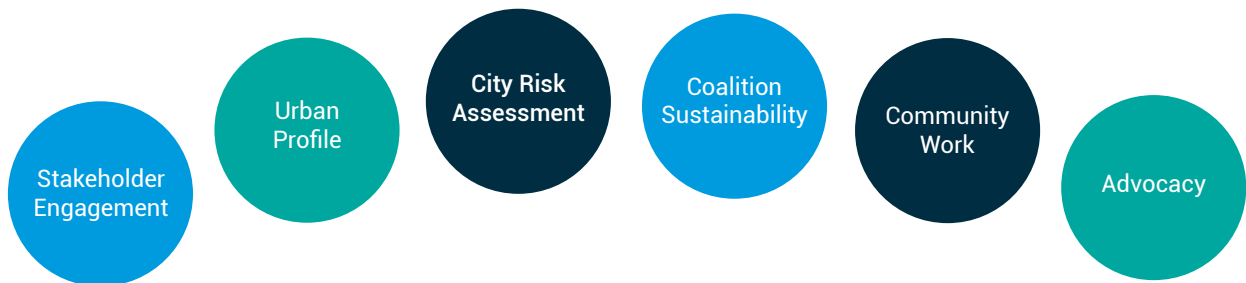 Stakeholder
Engagement
Urban
Profile
City Risk
Assessment
Coalition
Sustainability
Community
Work
Advocacy